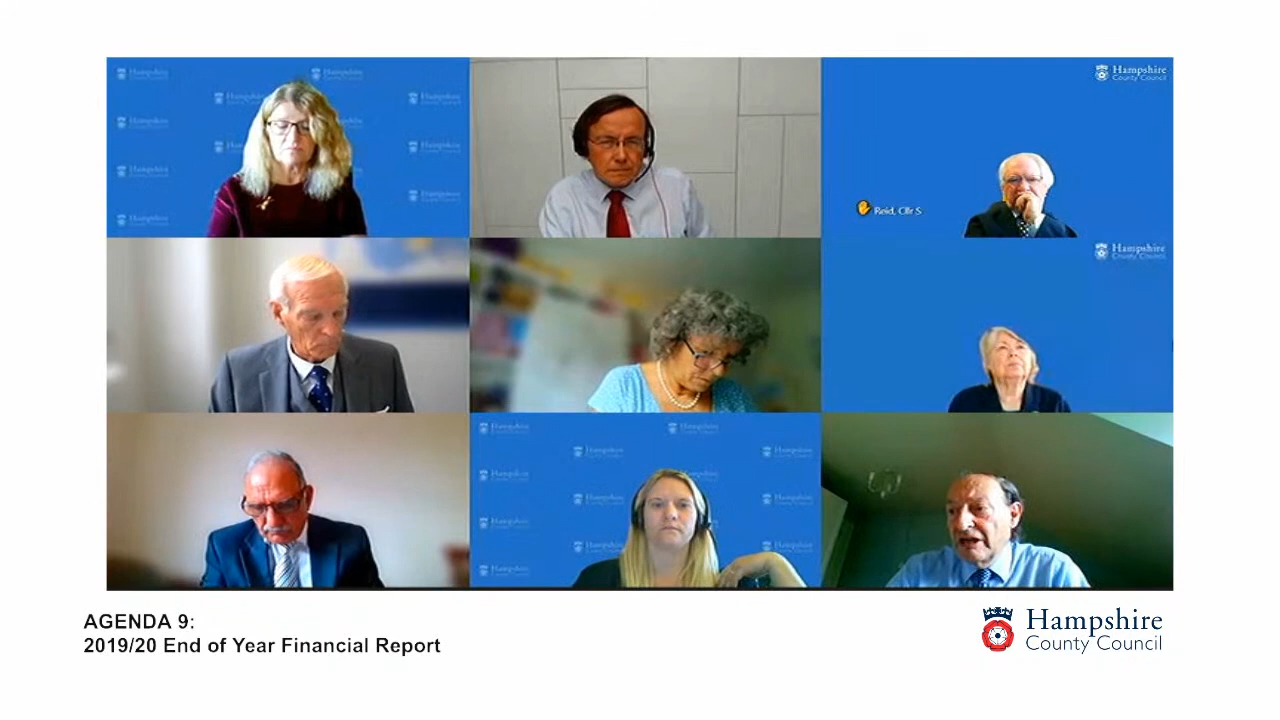 Hampshire
County Council
Reid, Cllr S
Hampshire
County Council
AGENDA 9:
2019/20 End of Year Financial Report
Hampshire
County Council